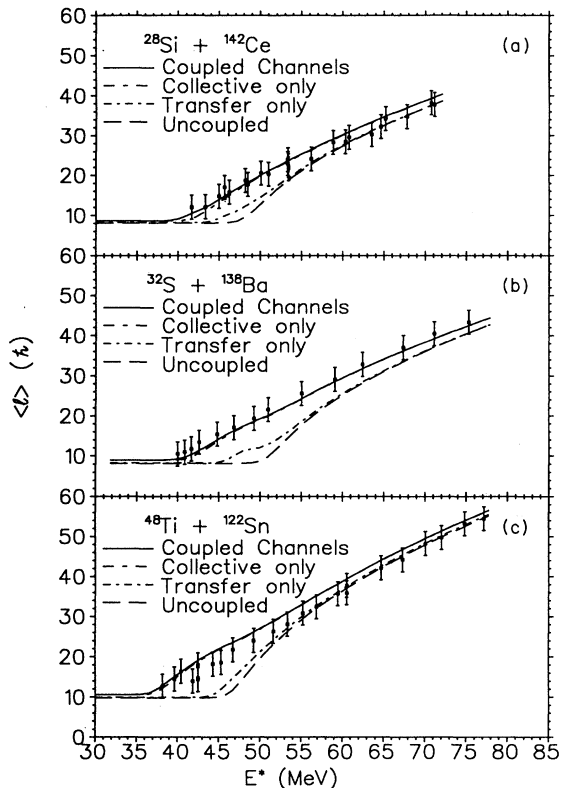 60
²⁸Si + ¹⁴²Ce (a)
50
Coupled Channels
Collective only
40
Transfer only
Uncoupled
30
20
10
60
³²S + ¹³⁸Ba (b)
50
Coupled Channels
Collective only
40
Transfer only
Uncoupled
30
20
10
<ℓ> (ħ)
60
⁴⁸Ti + ¹²²Sn (c)
50
Coupled Channels
Collective only
40
Transfer only
Uncoupled
30
20
10
0
30 35 40 45 50 55 60 65 70 75 80 85
E* (MeV)